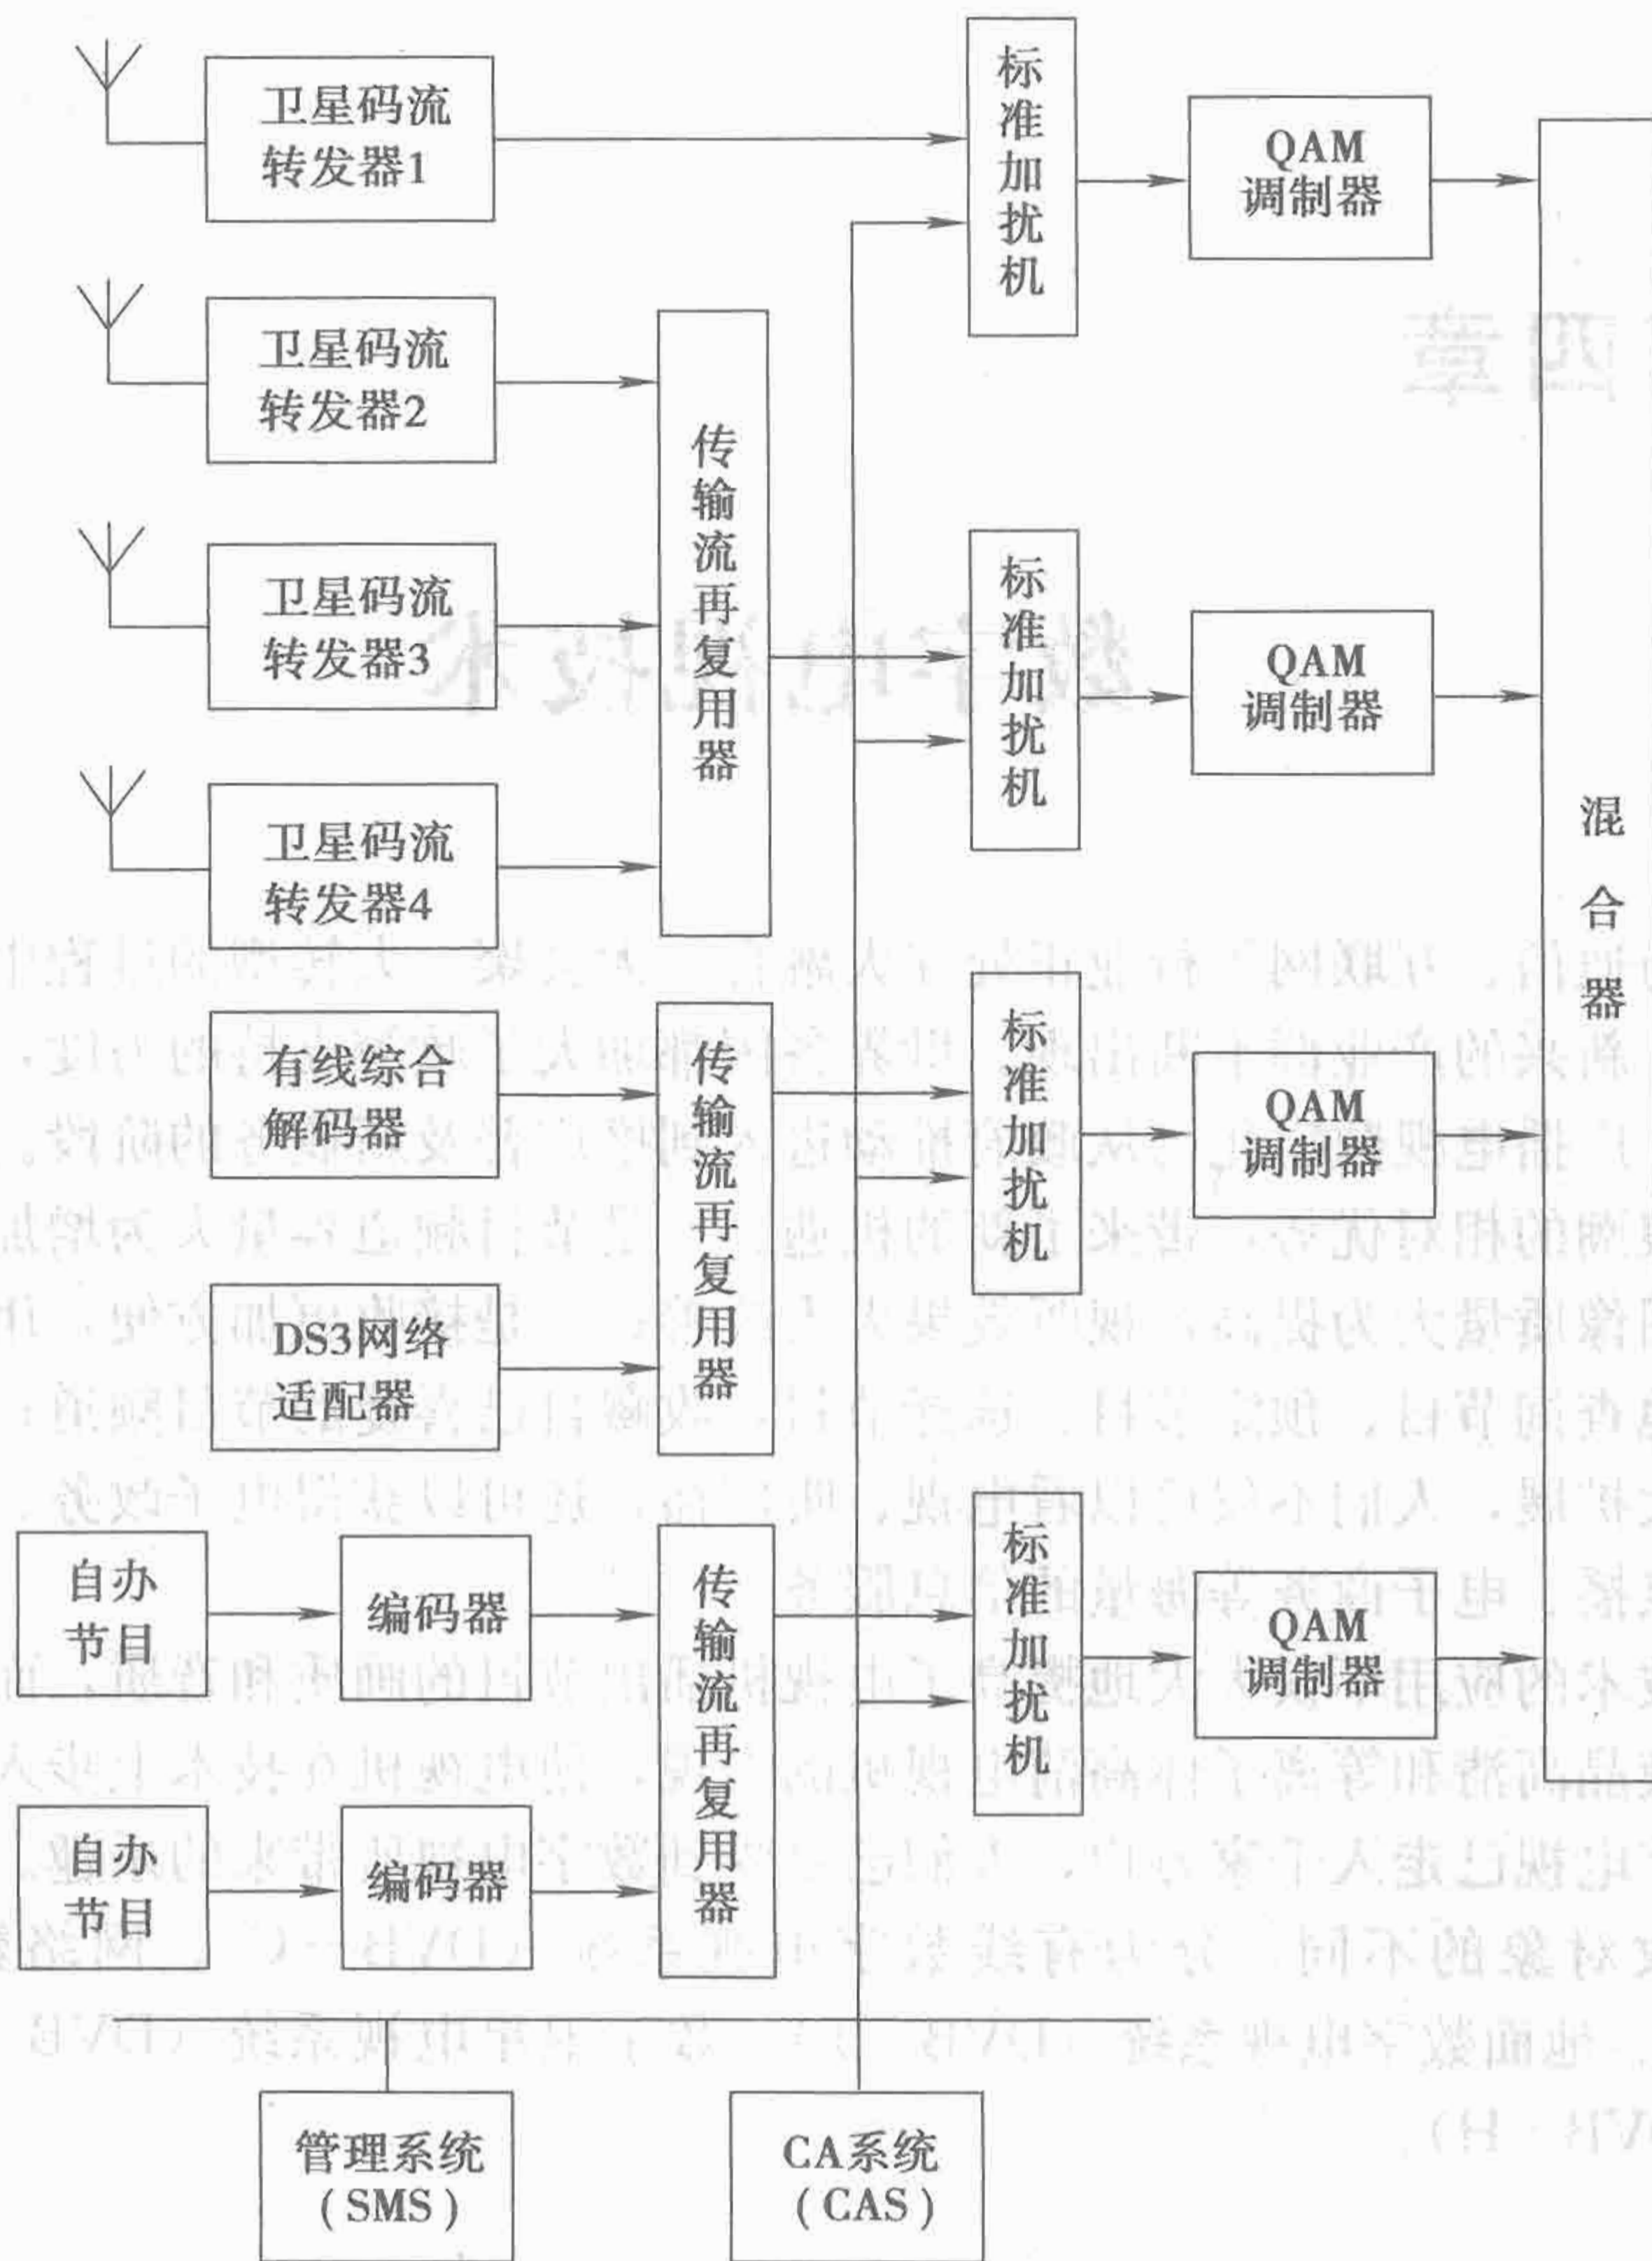 卫星码流
转发器1
标准加扰机
QAM
调制器
卫星码流
转发器2
传输流再复用器
卫星码流
转发器3
标准加扰机
QAM
调制器
卫星码流
转发器4
混合器
有线综合
解码器
传输流再复用器
标准加扰机
QAM
调制器
DS3网络
适配器
自办
节目
编码器
传输流再复用器
标准加扰机
QAM
调制器
自办
节目
编码器
管理系统
(SMS)
CA系统
(CAS)